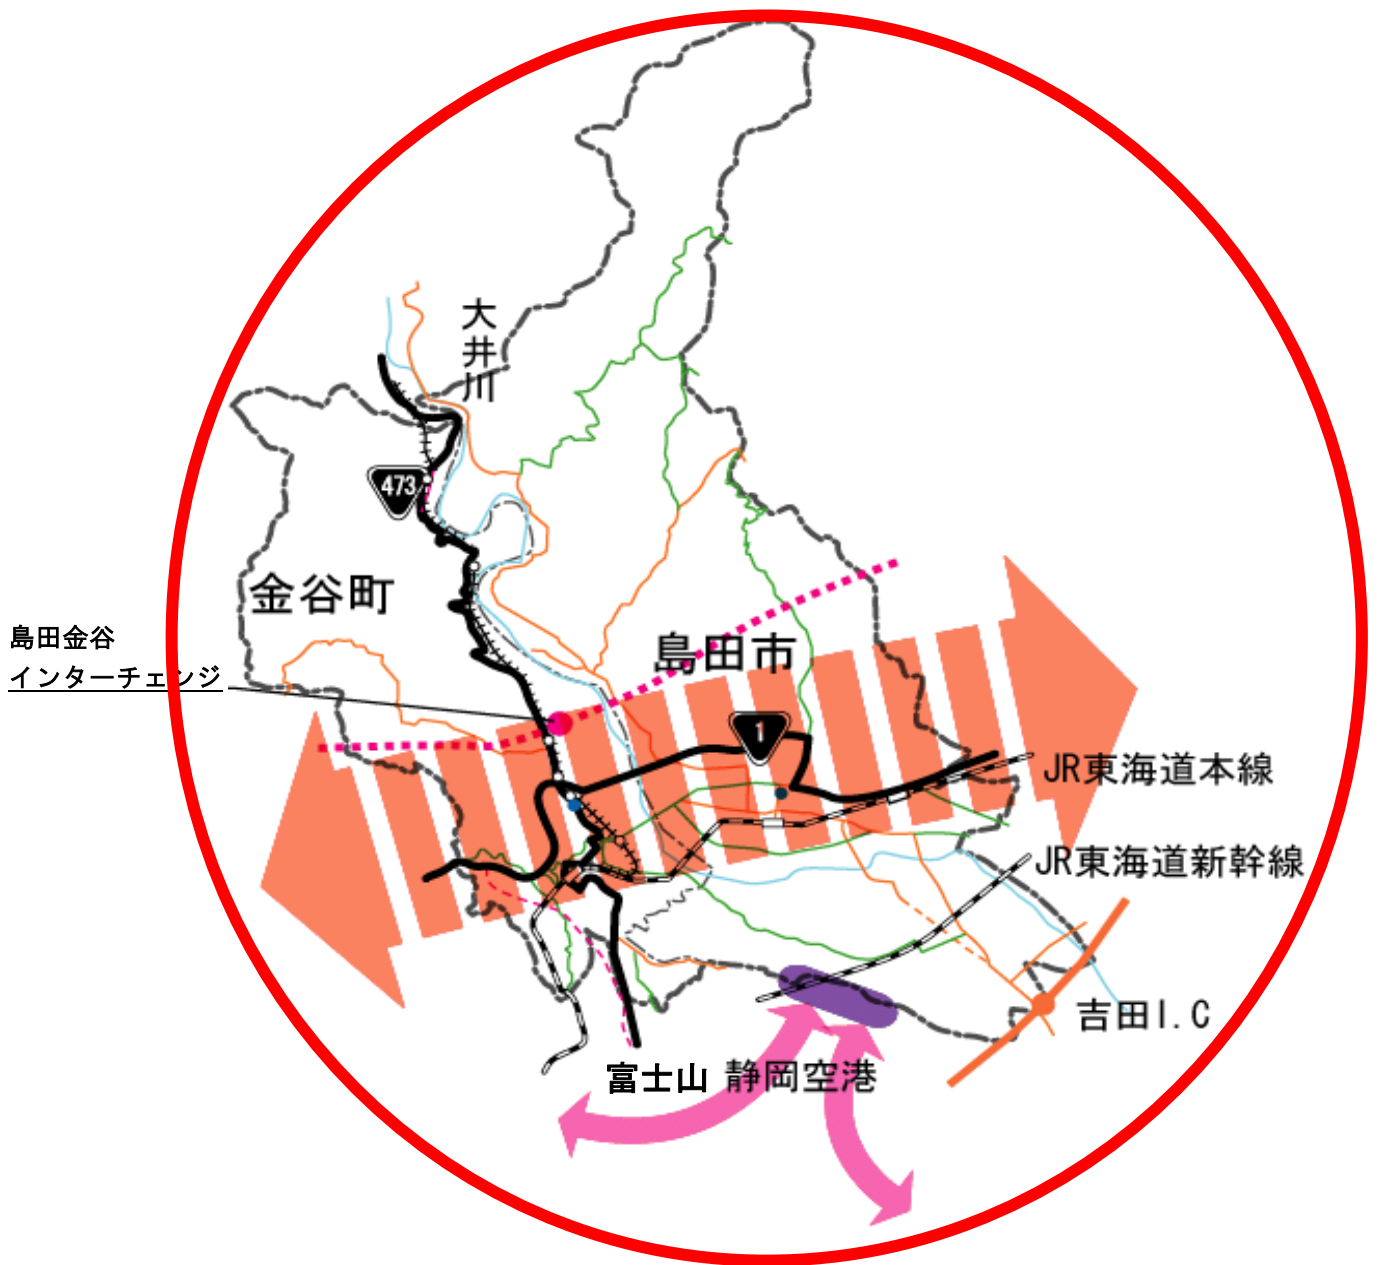 大井川
473
金谷町
島田金谷
インターチェンジ
島田市
1
JR東海道本線
JR東海道新幹線
吉田I.C
富士山 静岡空港